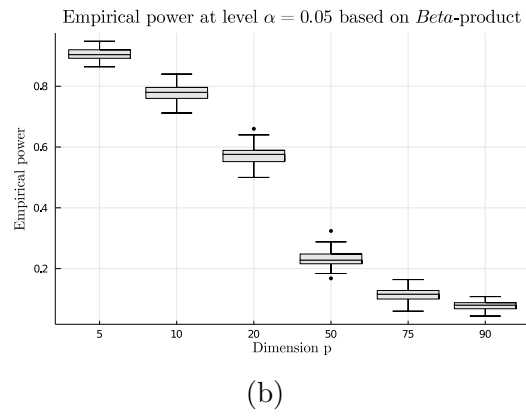 Empirical power at level α = 0.05 based on Beta-product
Empirical power
0.8
0.6
0.4
0.2
5 10 20 50 75 90
Dimension p
(b)